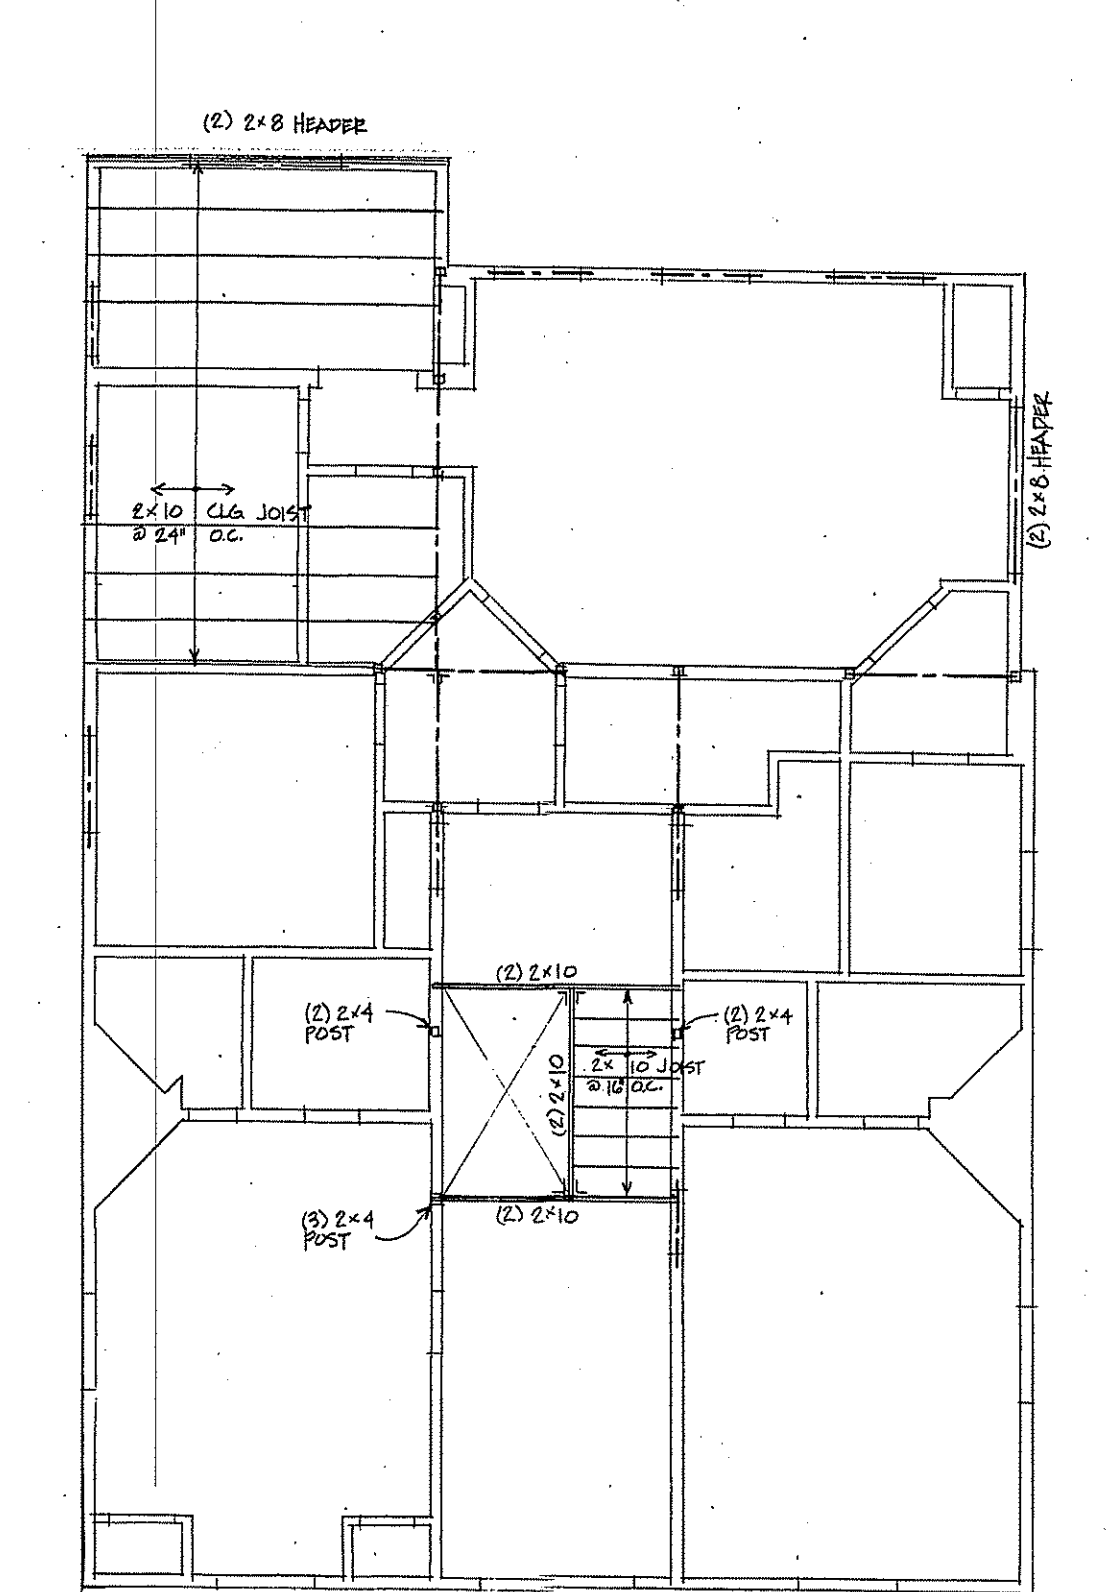 (2) 2×8 HEADER
(2) 2×8 HEADER
2×10 CLG JOIST
@ 24" O.C.
(2) 2×10
(2) 2×4
POST
(2) 2×4
POST
(2) 2×10
2× 10 JOIST
@ 16" O.C.
(3) 2×4
POST
(2) 2×10